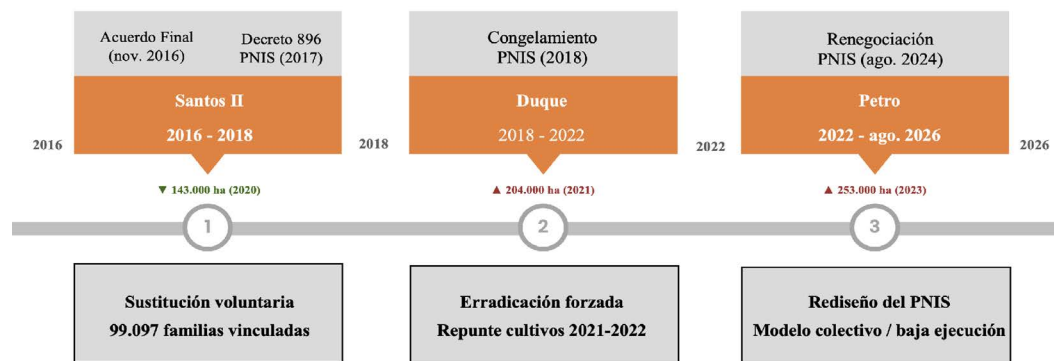 Acuerdo Final
(nov. 2016)
Decreto 896
PNIS (2017)
Santos II
2016 - 2018
Congelamiento
PNIS (2018)
Duque
2018 - 2022
Renegociación
PNIS (ago. 2024)
Petro
2022 - ago. 2026
2016
2018
2022
2026
▼ 143.000 ha (2020)
▲ 204.000 ha (2021)
▲ 253.000 ha (2023)
1
2
3
Sustitución voluntaria
99.097 familias vinculadas
Erradicación forzada
Repunte cultivos 2021-2022
Rediseño del PNIS
Modelo colectivo / baja ejecución